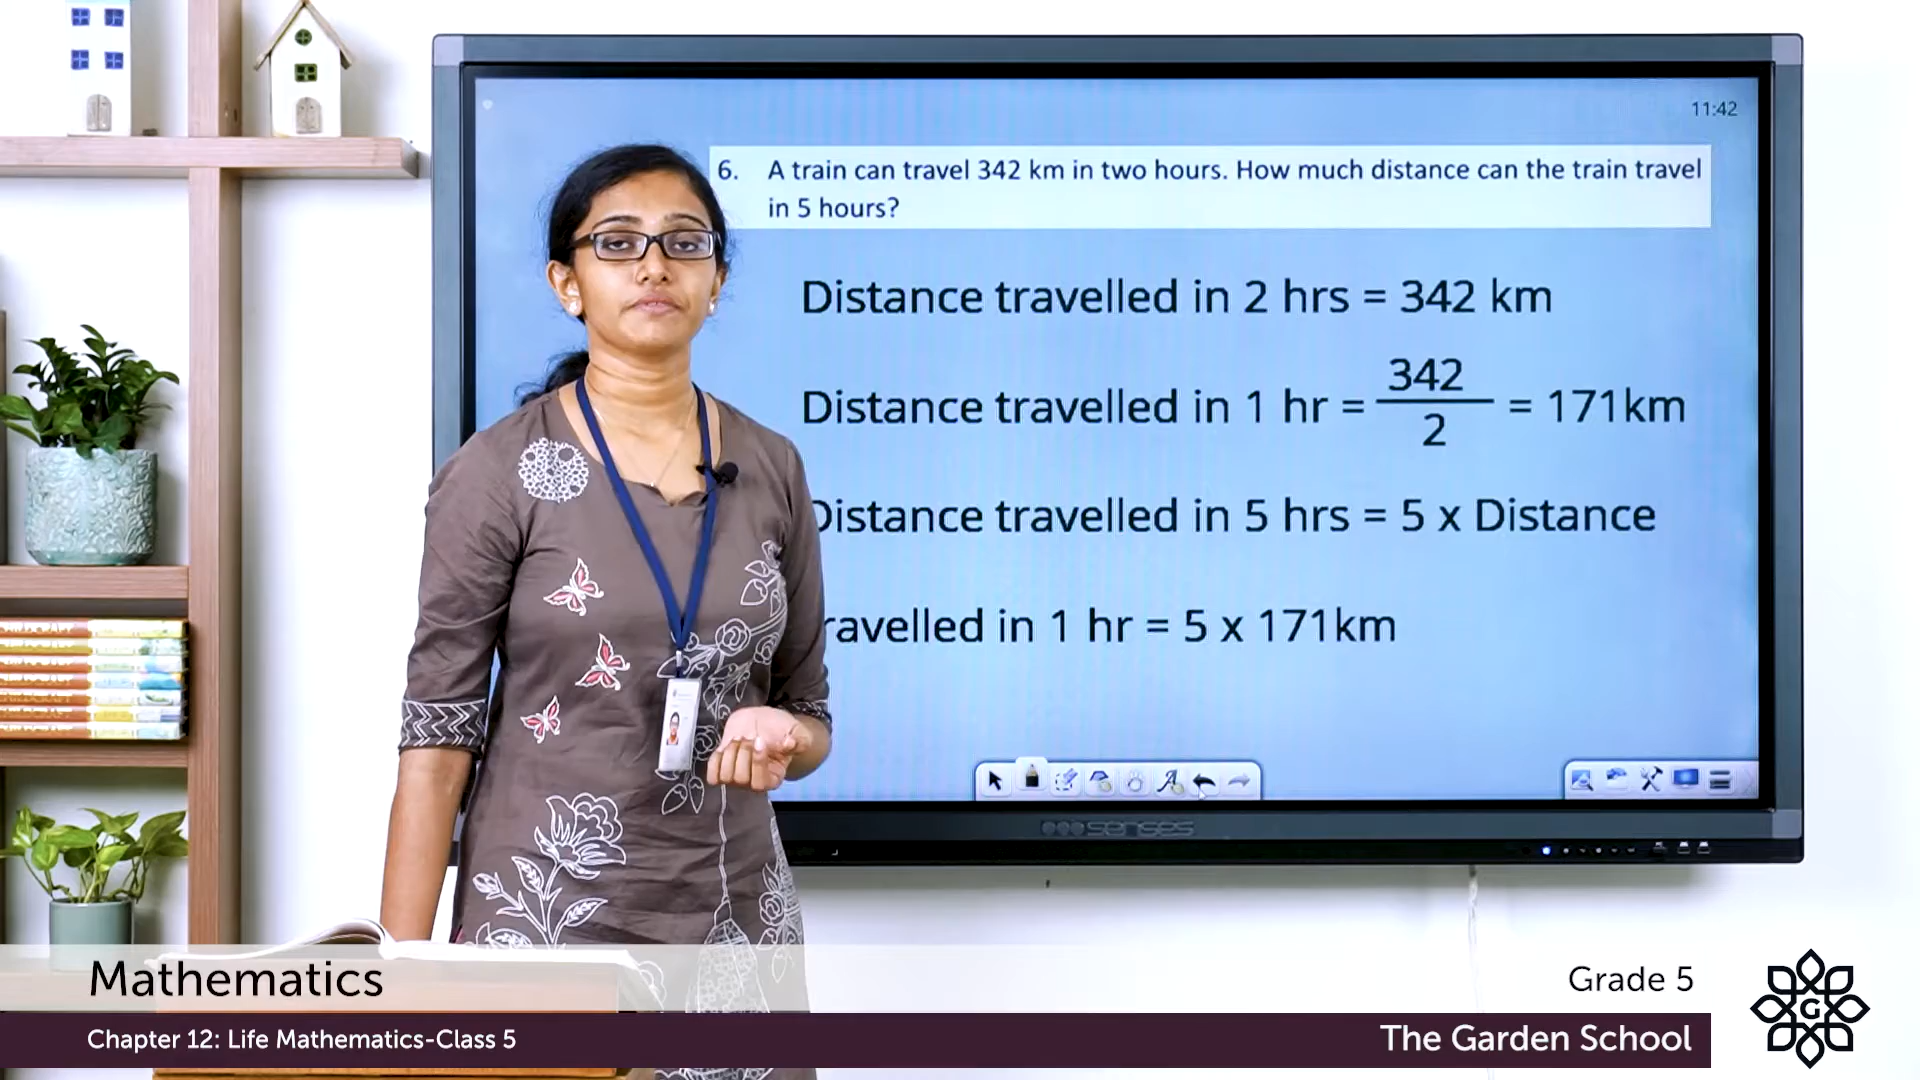 11:42
6. A train can travel 342 km in two hours. How much distance can the train travel
in 5 hours?
Distance travelled in 2 hrs = 342 km
Distance travelled in 1 hr = 342/2 = 171km
Distance travelled in 5 hrs = 5 x Distance
ravelled in 1 hr = 5 x 171km
senses
Mathematics
Grade 5
Chapter 12: Life Mathematics-Class 5
The Garden School
G